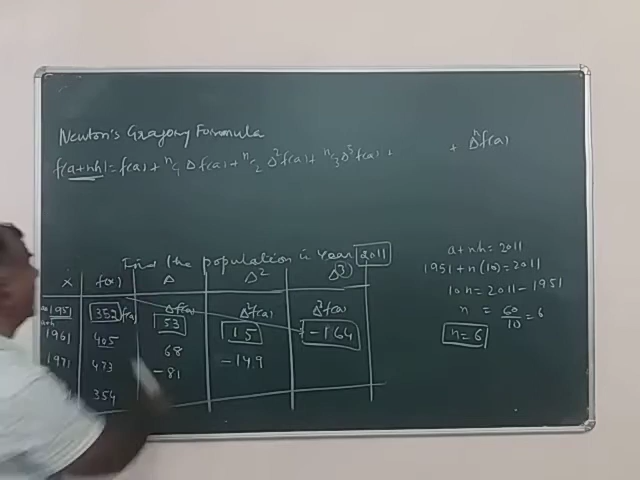 Newton's Gregory Formula
f(a+nh) = f(a) + ⁿC₁ Δf(a) + ⁿC₂ Δ²f(a) + ⁿC₃ Δ³f(a) + + Δⁿf(a)
Find the population is year 2011
x f(x) Δ Δ² Δ³
1951 352 f(a) Δf(a) Δ²f(a) Δ³f(a)
a+h 53 15 -164
1961 405
68
1971 473 -149
-81
354
a+nh = 2011
1951 + n(10) = 2011
10n = 2011 - 1951
n = 60/10 = 6
n = 6